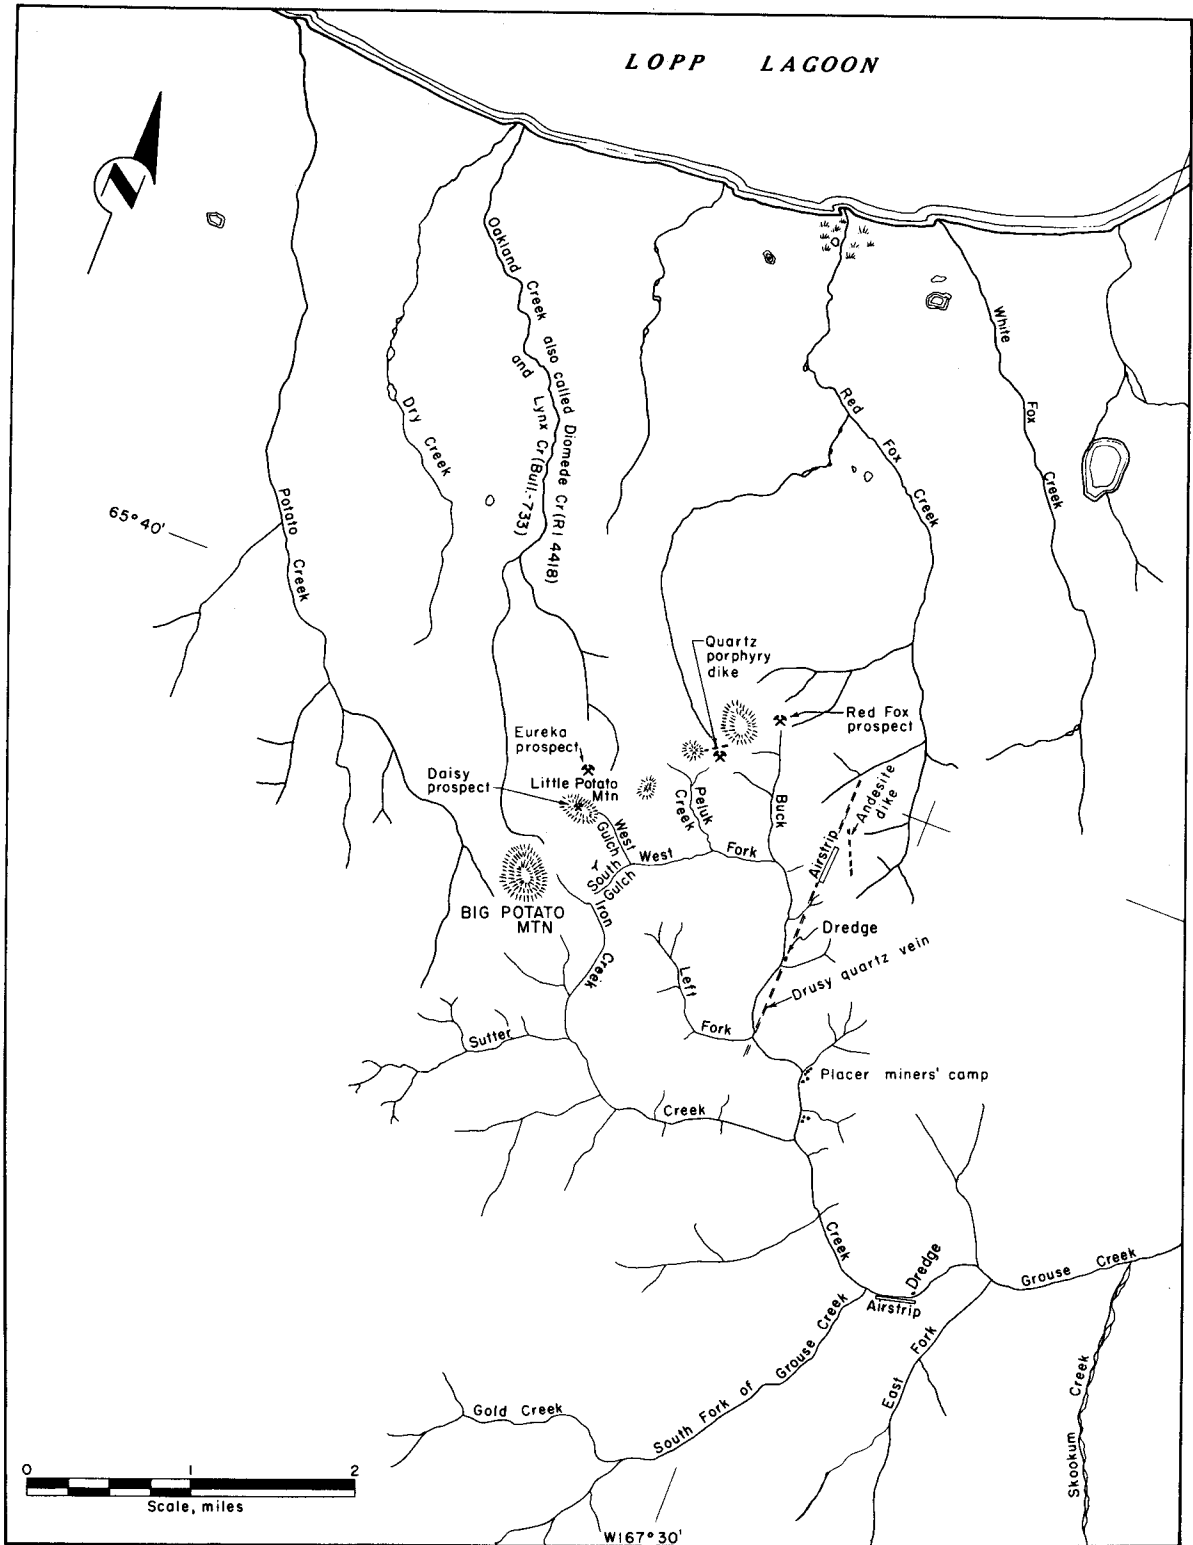 LOPP LAGOON
N
Oakland Creek also called Diomede Cr (RI 4418)
and Lynx Cr (Bull.-733)
White Fox Creek
Dry Creek
Red Fox Creek
Potato Creek
65°40'
Quartz
porphyry
dike
Red Fox
prospect
Eureka
prospect
Daisy
prospect
Little Potato
Mtn
West
Gulch
South
Gulch
Peluk
Creek
Buck
Andesite
dike
Airstrip
West Fork
BIG POTATO
MTN
Iron
Creek
Dredge
Drusy quartz vein
Left
Fork
Sutter
Creek
Placer miners' camp
Creek
Dredge
Airstrip
Grouse Creek
East Fork
Skookum Creek
South Fork of Grouse Creek
Gold Creek
0 1 2
Scale, miles
W167°30'